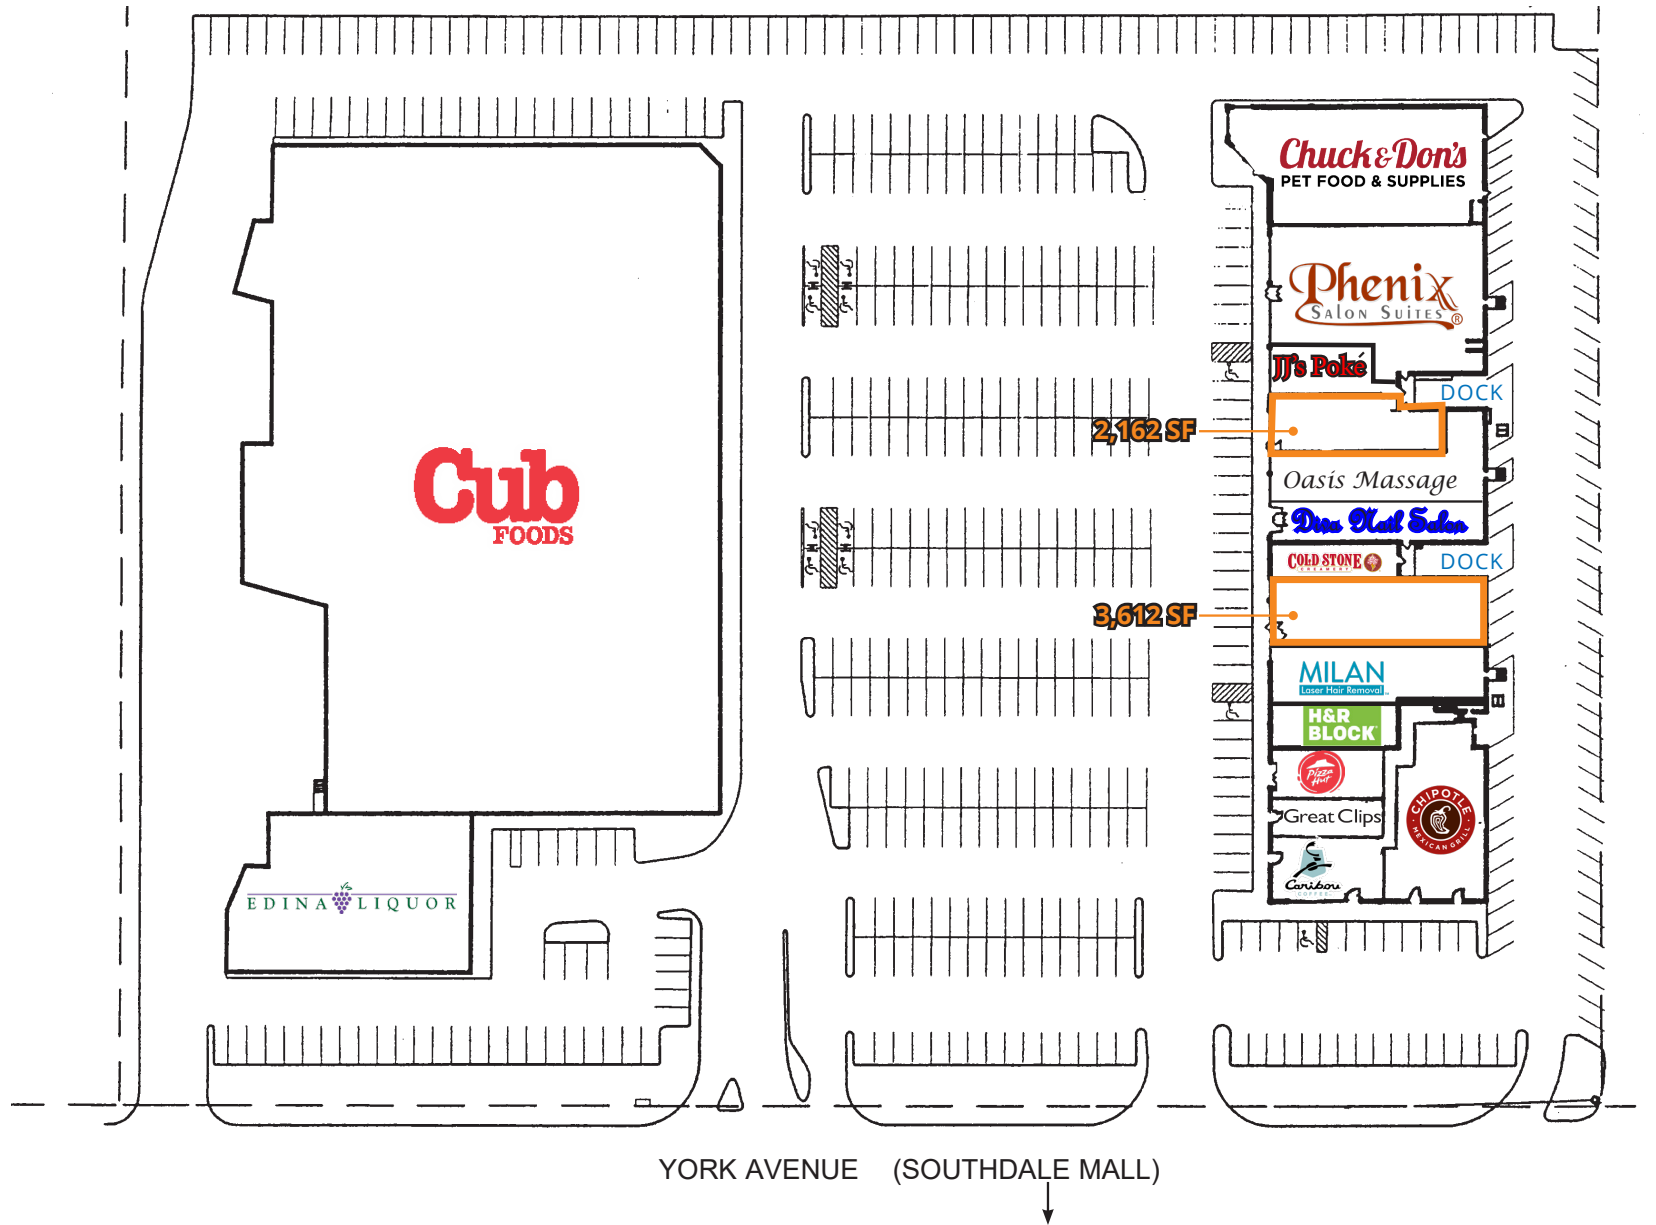 Chuck & Don's
PET FOOD & SUPPLIES
Phenix
SALON SUITES®
JJ's Poké
DOCK
2,162 SF
Oasis Massage
Cub
FOODS
Diva Nail Salon
COLD STONE
CREAMERY
DOCK
3,612 SF
MILAN
Laser Hair Removal
H&R
BLOCK
Pizza
Hut
CHIPOTLE
MEXICAN GRILL
Great Clips
Caribou
COFFEE
EDINA LIQUOR
YORK AVENUE (SOUTHDALE MALL)